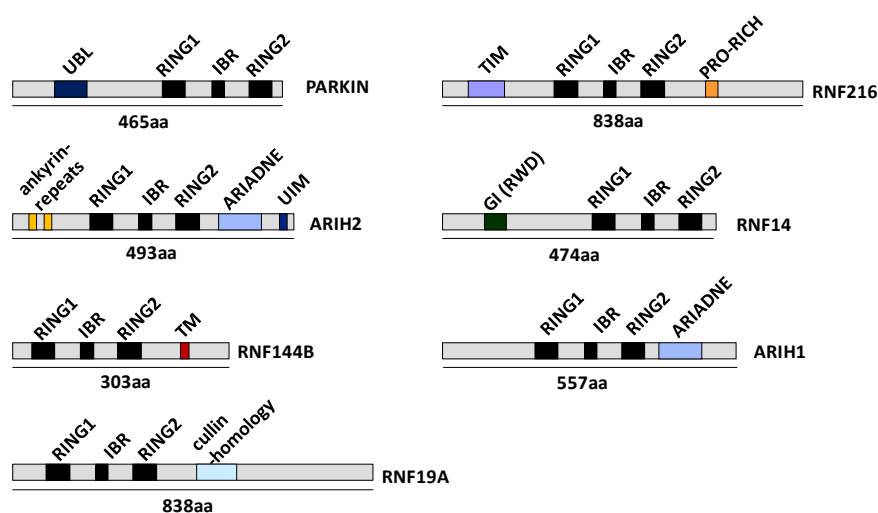 UBL
RING1
IBR
RING2
PARKIN
465aa
TIM
RING1
IBR
RING2
PRO-RICH
RNF216
838aa
ankyrin-
repeats
RING1
IBR
RING2
ARIADNE
UIM
ARIH2
493aa
GI (RWD)
RING1
IBR
RING2
RNF14
474aa
RING1
IBR
RING2
TM
RNF144B
303aa
RING1
IBR
RING2
ARIADNE
ARIH1
557aa
RING1
IBR
RING2
cullin
-homology
RNF19A
838aa